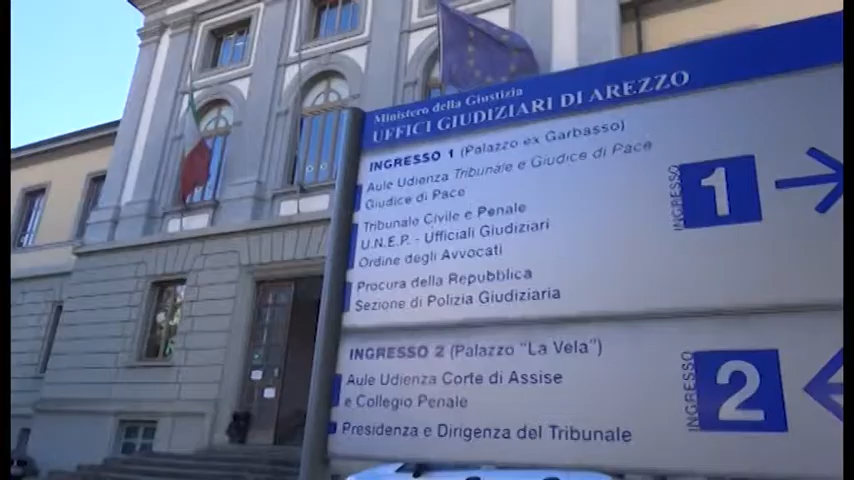 Ministero della Giustizia
UFFICI GIUDIZIARI DI AREZZO
INGRESSO 1 (Palazzo ex Garbasso)
Aule Udienza Tribunale e Giudice di Pace
Giudice di Pace
Tribunale Civile e Penale
U.N.E.P. - Ufficiali Giudiziari
Ordine degli Avvocati
Procura della Repubblica
Sezione di Polizia Giudiziaria
INGRESSO 1
INGRESSO 2 (Palazzo "La Vela")
Aule Udienza Corte di Assise
e Collegio Penale
Presidenza e Dirigenza del Tribunale
INGRESSO 2